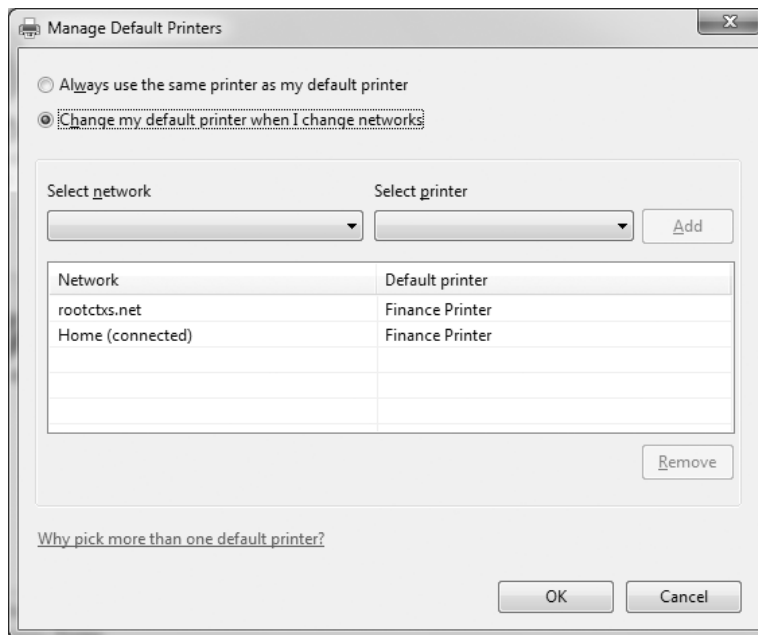 Manage Default Printers
Always use the same printer as my default printer
Change my default printer when I change networks
Select network Select printer
Add
Network Default printer
rootctxs.net Finance Printer
Home (connected) Finance Printer
Remove
Why pick more than one default printer?
OK Cancel